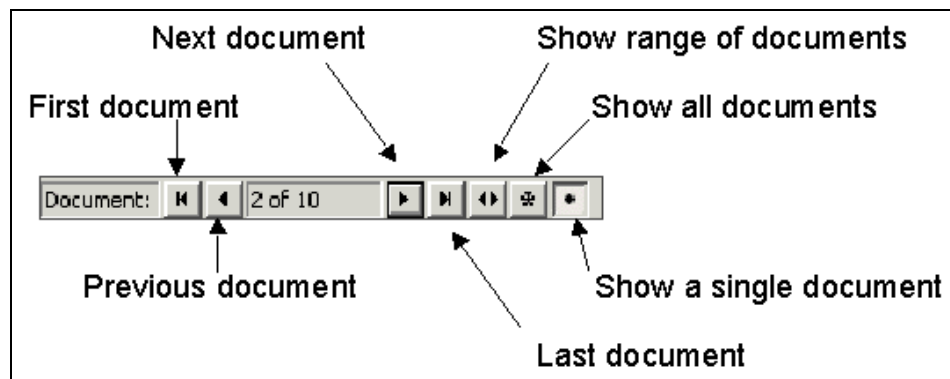 Next document
Show range of documents
First document
Show all documents
Document:
2 of 10
Previous document
Show a single document
Last document